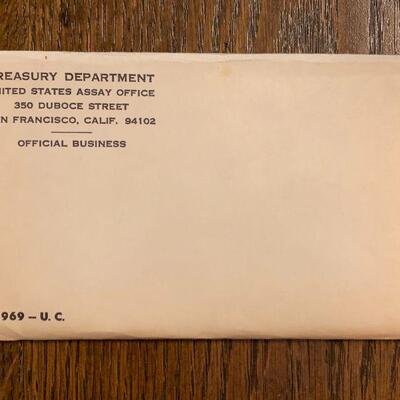 REASURY DEPARTMENT
NITED STATES ASSAY OFFICE
350 DUBOCE STREET
N FRANCISCO, CALIF. 94102
OFFICIAL BUSINESS
969 -- U. C.